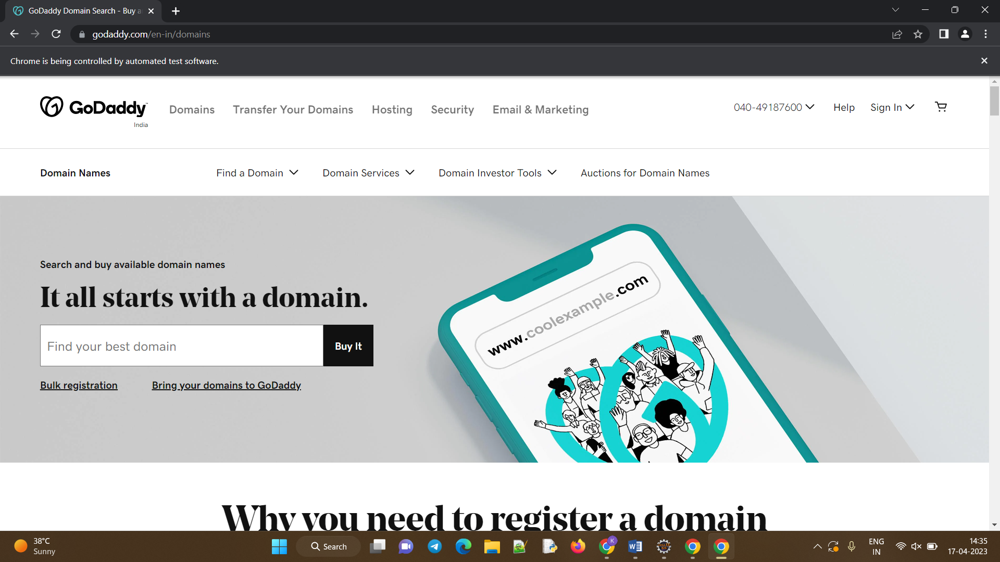 GoDaddy Domain Search - Buy a
godaddy.com/en-in/domains
Chrome is being controlled by automated test software.
GoDaddy™
India
Domains
Transfer Your Domains
Hosting
Security
Email & Marketing
040-49187600
Help
Sign In
Domain Names
Find a Domain
Domain Services
Domain Investor Tools
Auctions for Domain Names
Search and buy available domain names
It all starts with a domain.
Find your best domain
Buy It
Bulk registration
Bring your domains to GoDaddy
www.coolexample.com
Why you need to register a domain
38°C
Sunny
Search
K
ENG
IN
14:35
17-04-2023